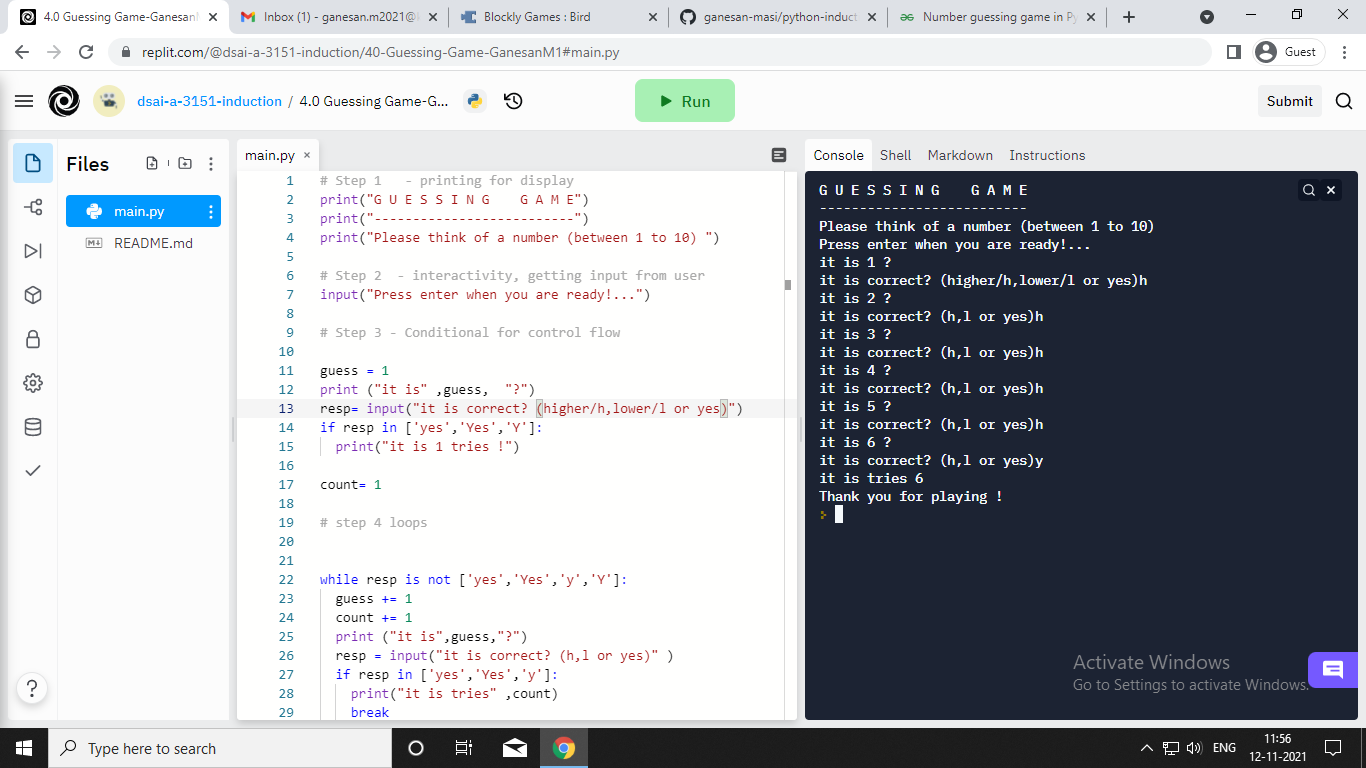 4.0 Guessing Game-Ganesan
Inbox (1) - ganesan.m2021@
Blockly Games : Bird
ganesan-masi/python-induct
Number guessing game in Py
replit.com/@dsai-a-3151-induction/40-Guessing-Game-GanesanM1#main.py
Guest
dsai-a-3151-induction / 4.0 Guessing Game-G...
Run
Submit
Files
main.py
README.md
main.py
1 # Step 1   - printing for display
2 print("G U E S S I N G    G A M E")
3 print("--------------------------")
4 print("Please think of a number (between 1 to 10) ")
5
6 # Step 2  - interactivity, getting input from user
7 input("Press enter when you are ready!...")
8
9 # Step 3 - Conditional for control flow
10
11 guess = 1
12 print ("it is" ,guess,  "?")
13 resp= input("it is correct? (higher/h,lower/l or yes)")
14 if resp in ['yes','Yes','Y']:
15   print("it is 1 tries !")
16
17 count= 1
18
19 # step 4 loops
20
21
22 while resp is not ['yes','Yes','y','Y']:
23   guess += 1
24   count += 1
25   print ("it is",guess,"?")
26   resp = input("it is correct? (h,l or yes)" )
27   if resp in ['yes','Yes','y']:
28     print("it is tries" ,count)
29     break
Console Shell Markdown Instructions
G U E S S I N G    G A M E
--------------------------
Please think of a number (between 1 to 10)
Press enter when you are ready!...
it is 1 ?
it is correct? (higher/h,lower/l or yes)h
it is 2 ?
it is correct? (h,l or yes)h
it is 3 ?
it is correct? (h,l or yes)h
it is 4 ?
it is correct? (h,l or yes)h
it is 5 ?
it is correct? (h,l or yes)h
it is 6 ?
it is correct? (h,l or yes)y
it is tries 6
Thank you for playing !
Activate Windows
Go to Settings to activate Windows.
Type here to search
ENG
11:56
12-11-2021